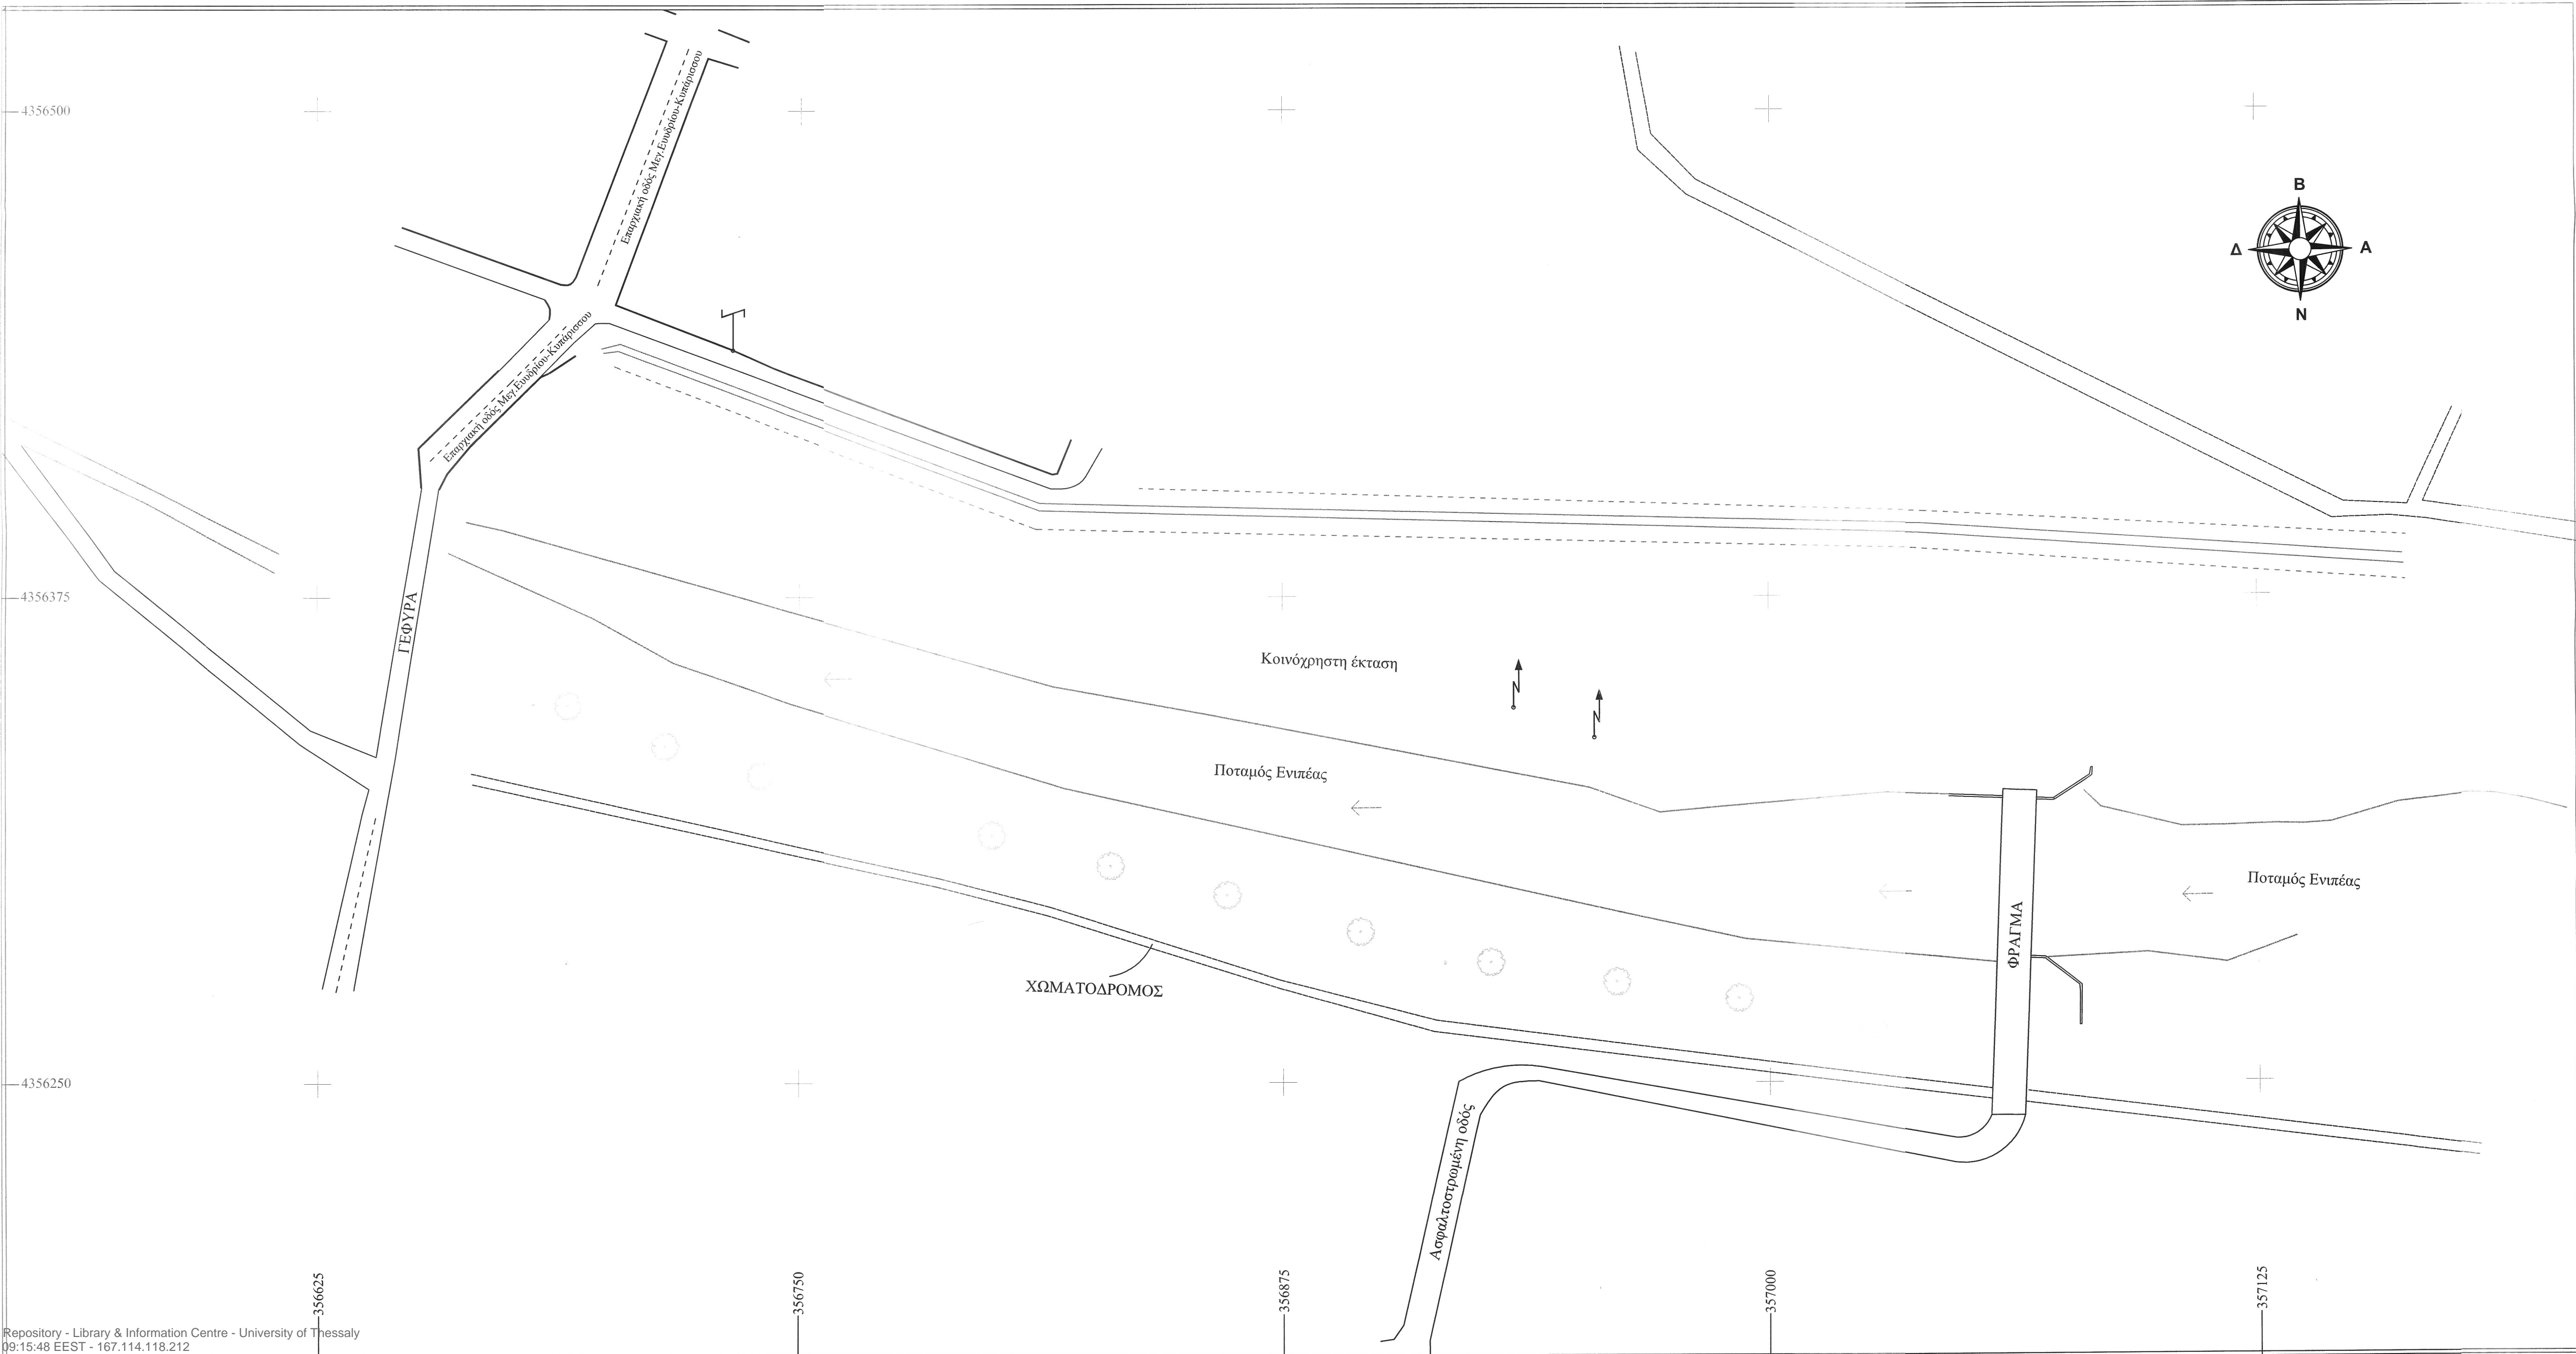 Επαρχιακή οδός Μεγ.Ευυδρίου-Κυπάρισσου
4356500
Β
Δ
Α
Ν
Επαρχιακή οδός Μεγ.Ευυδρίου-Κυπάρισσου
4356375
ΓΕΦΥΡΑ
Κοινόχρηστη έκταση
N
N
Ποταμός Ενιπέας
Ποταμός Ενιπέας
ΦΡΑΓΜΑ
ΧΩΜΑΤΟΔΡΟΜΟΣ
4356250
Ασφαλτοστρωμένη οδός
356625
356750
356875
357000
357125
Repository - Library & Information Centre - University of Thessaly
09:15:48 EEST - 167.114.118.212